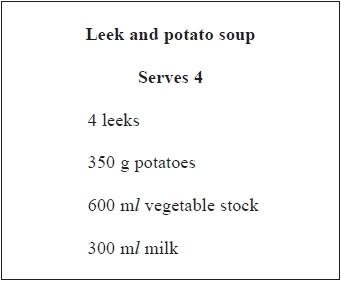 Leek and potato soup
Serves 4
4 leeks
350 g potatoes
600 ml vegetable stock
300 ml milk